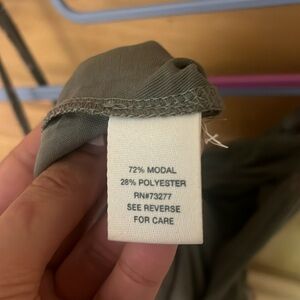 72% MODAL
28% POLYESTER
RN#73277
SEE REVERSE
FOR CARE